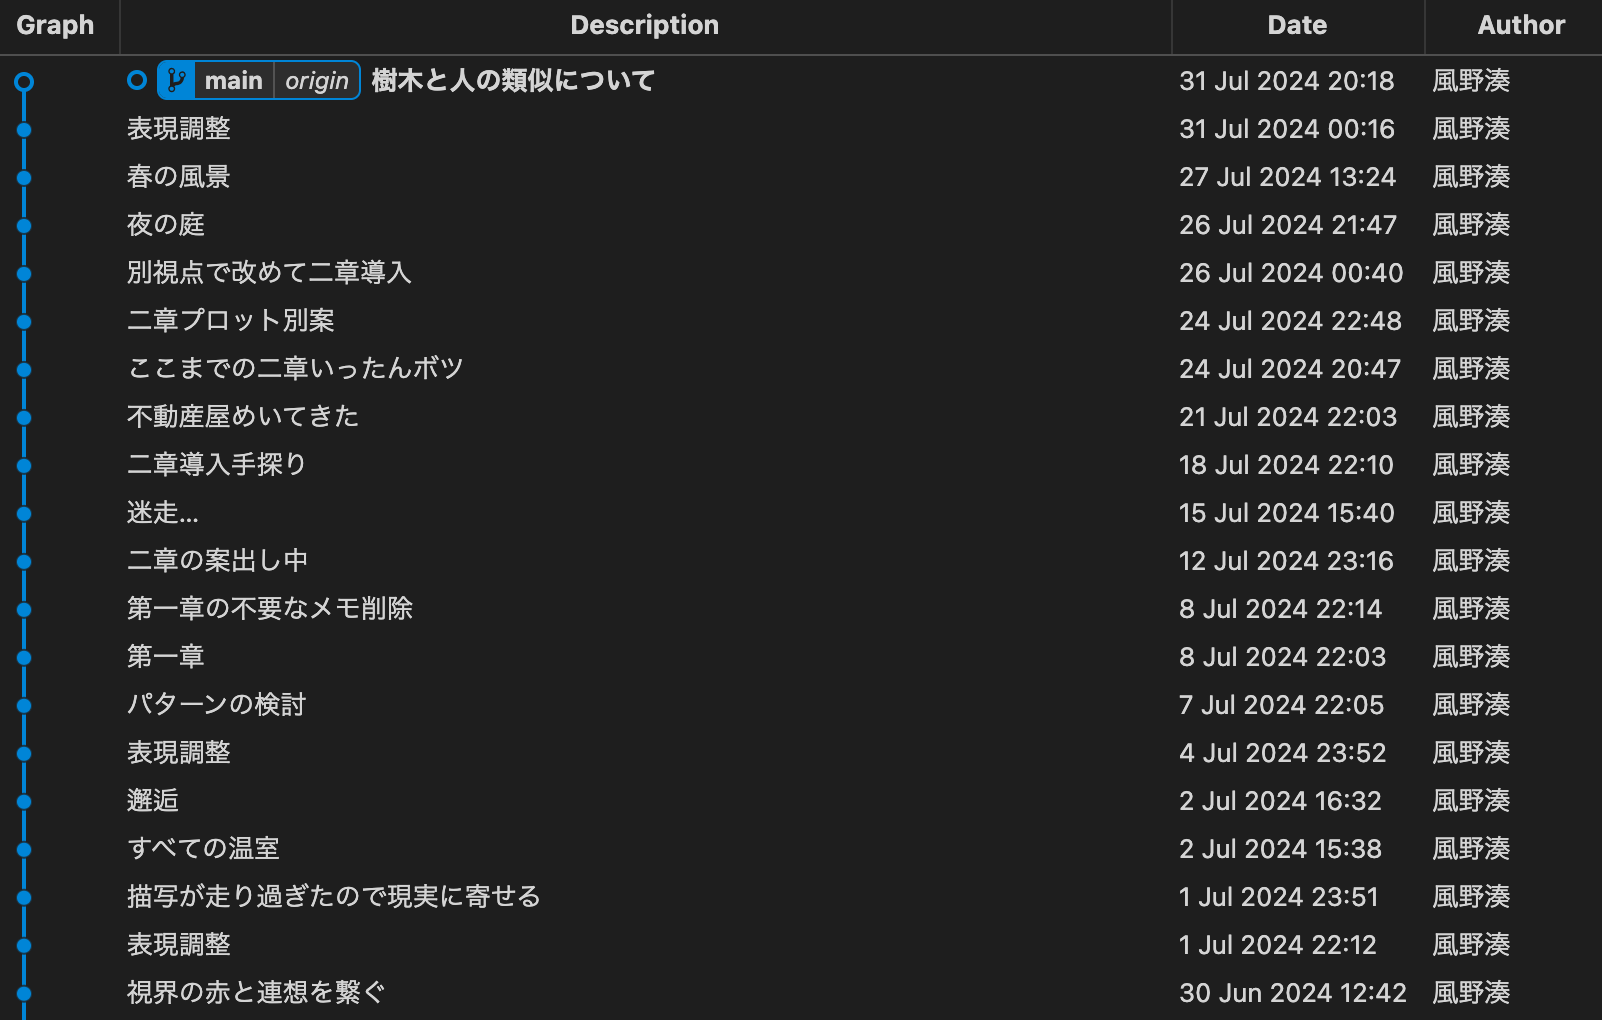 Graph Description Date Author
main origin 樹木と人の類似について 31 Jul 2024 20:18 風野湊
表現調整 31 Jul 2024 00:16 風野湊
春の風景 27 Jul 2024 13:24 風野湊
夜の庭 26 Jul 2024 21:47 風野湊
別視点で改めて二章導入 26 Jul 2024 00:40 風野湊
二章プロット別案 24 Jul 2024 22:48 風野湊
ここまでの二章いったんボツ 24 Jul 2024 20:47 風野湊
不動産屋めいてきた 21 Jul 2024 22:03 風野湊
二章導入手探り 18 Jul 2024 22:10 風野湊
迷走... 15 Jul 2024 15:40 風野湊
二章の案出し中 12 Jul 2024 23:16 風野湊
第一章の不要なメモ削除 8 Jul 2024 22:14 風野湊
第一章 8 Jul 2024 22:03 風野湊
パターンの検討 7 Jul 2024 22:05 風野湊
表現調整 4 Jul 2024 23:52 風野湊
邂逅 2 Jul 2024 16:32 風野湊
すべての温室 2 Jul 2024 15:38 風野湊
描写が走り過ぎたので現実に寄せる 1 Jul 2024 23:51 風野湊
表現調整 1 Jul 2024 22:12 風野湊
視界の赤と連想を繋ぐ 30 Jun 2024 12:42 風野湊